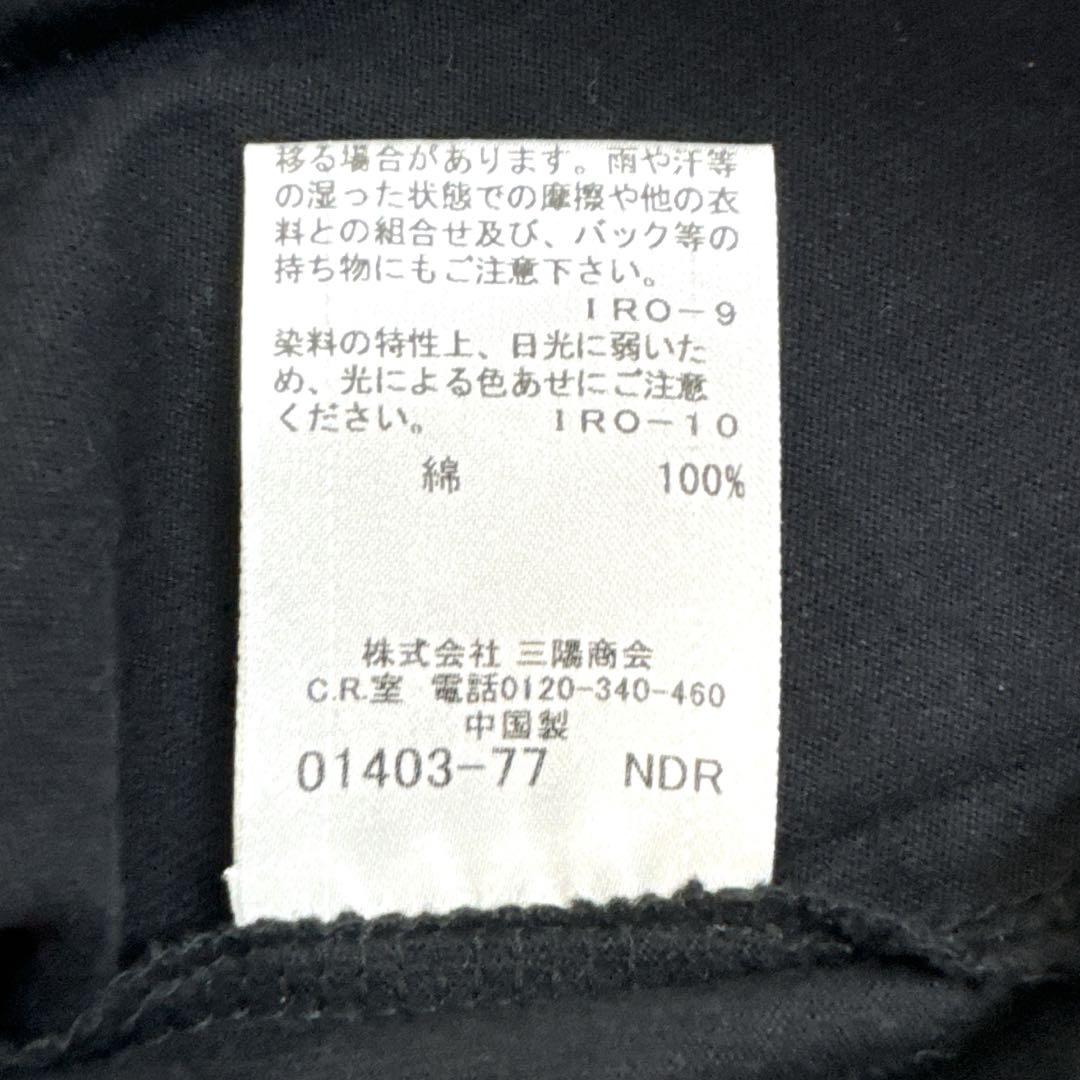 移る場合があります。雨や汗等
の湿った状態での摩擦や他の衣
料との組合せ及び、バック等の
持ち物にもご注意下さい。
IRO-9
染料の特性上、日光に弱いた
め、光による色あせにご注意
ください。 IRO-10
綿 100%
株式会社 三陽商会
C.R.室 電話0120-340-460
中国製
01403-77 NDR